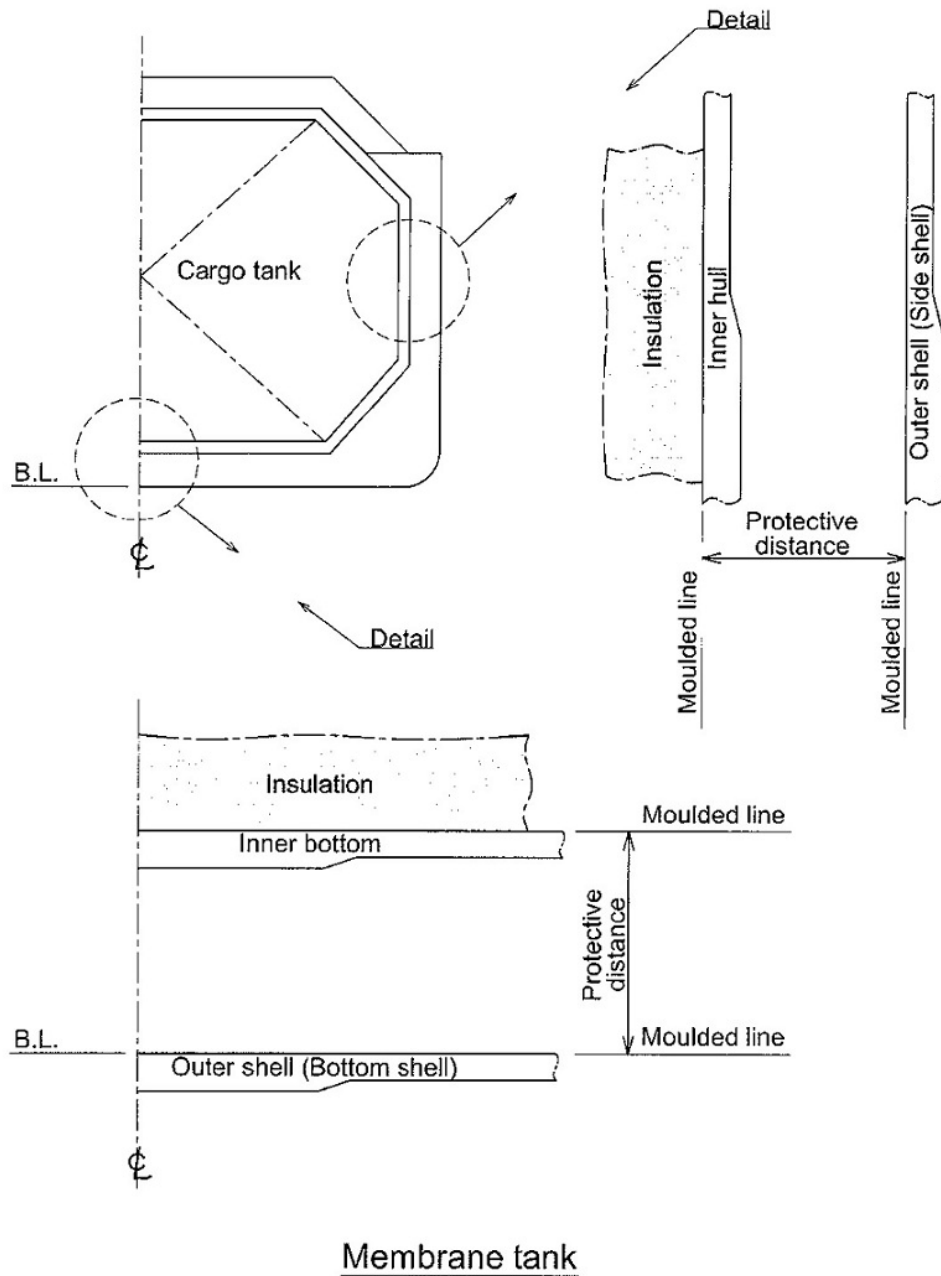 Detail
Cargo tank
B.L.
℄
Insulation
Inner hull
Outer shell (Side shell)
Protective
distance
Moulded line
Moulded line
Detail
Insulation
Moulded line
Inner bottom
Protective
distance
B.L.
Moulded line
Outer shell (Bottom shell)
℄
Membrane tank